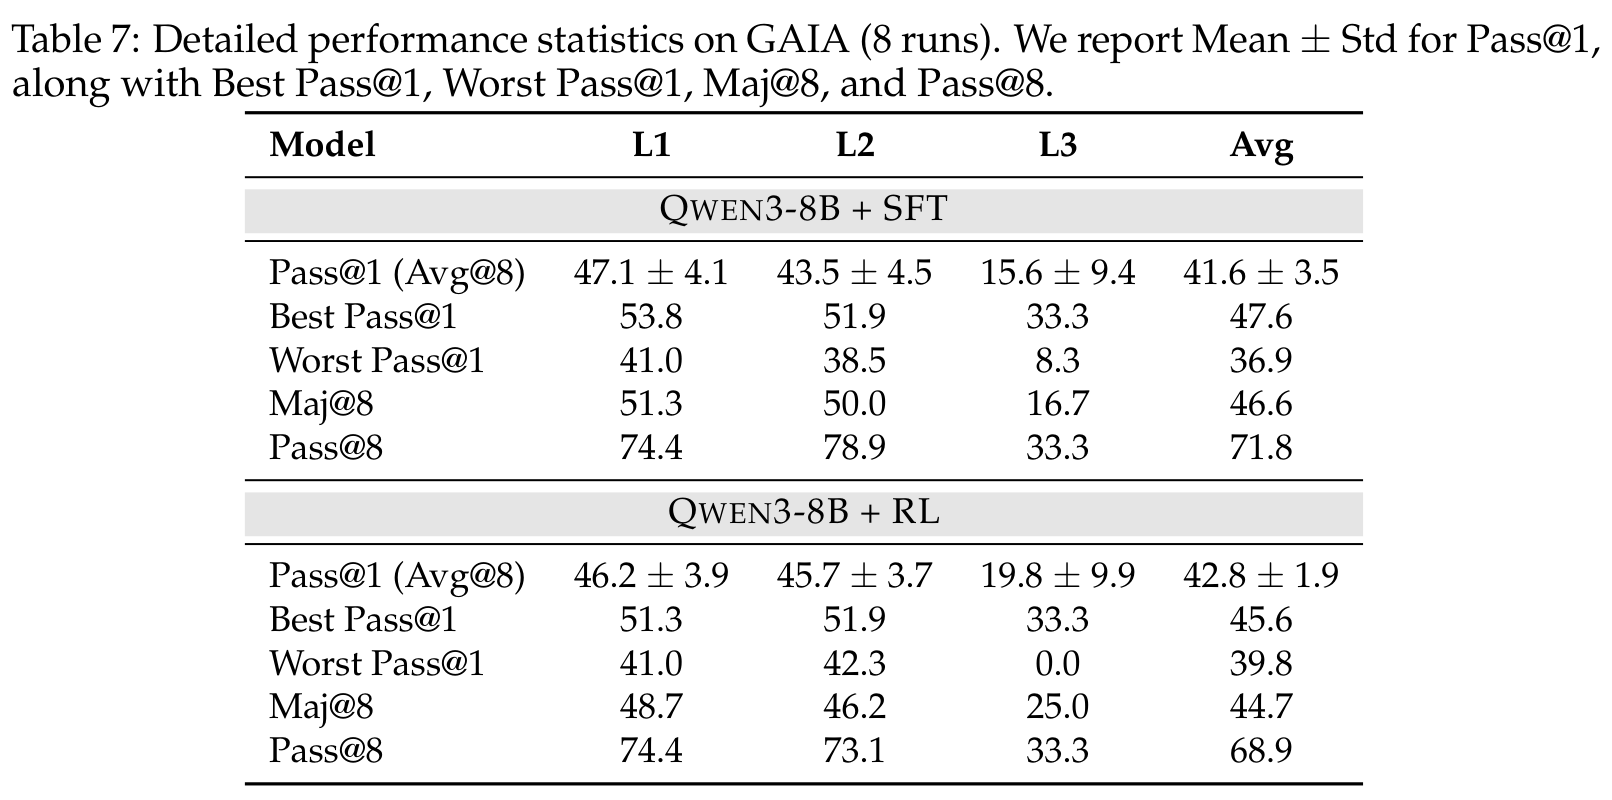 Table 7: Detailed performance statistics on GAIA (8 runs). We report Mean ± Std for Pass@1,
along with Best Pass@1, Worst Pass@1, Maj@8, and Pass@8.
Model L1 L2 L3 Avg
QWEN3-8B + SFT
Pass@1 (Avg@8) 47.1 ± 4.1 43.5 ± 4.5 15.6 ± 9.4 41.6 ± 3.5
Best Pass@1 53.8 51.9 33.3 47.6
Worst Pass@1 41.0 38.5 8.3 36.9
Maj@8 51.3 50.0 16.7 46.6
Pass@8 74.4 78.9 33.3 71.8
QWEN3-8B + RL
Pass@1 (Avg@8) 46.2 ± 3.9 45.7 ± 3.7 19.8 ± 9.9 42.8 ± 1.9
Best Pass@1 51.3 51.9 33.3 45.6
Worst Pass@1 41.0 42.3 0.0 39.8
Maj@8 48.7 46.2 25.0 44.7
Pass@8 74.4 73.1 33.3 68.9